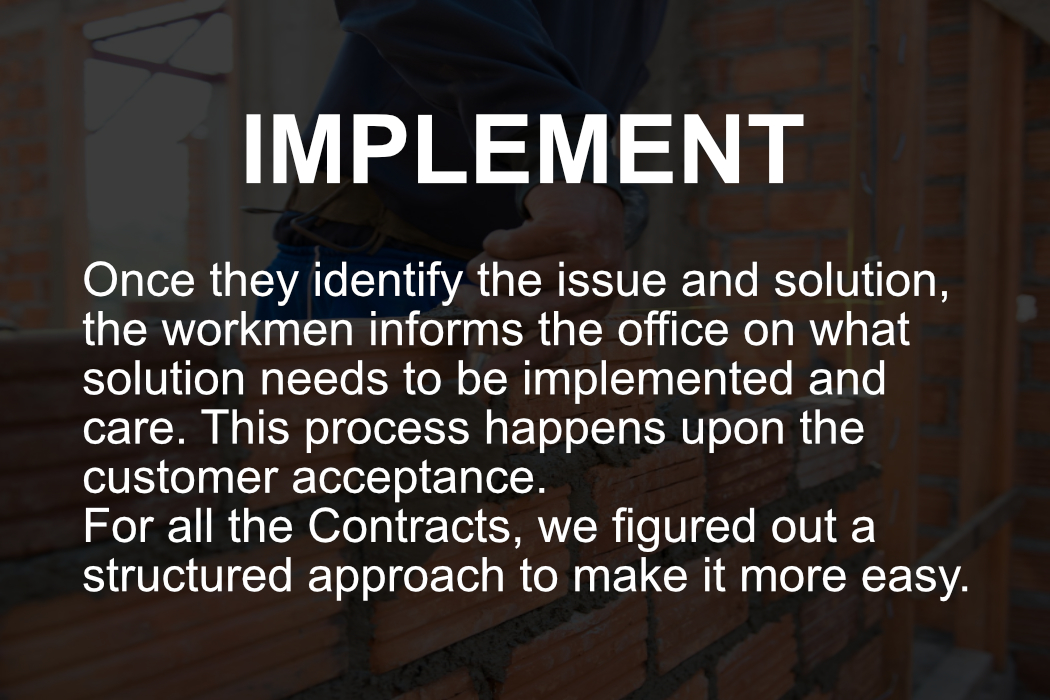 IMPLEMENT
Once they identify the issue and solution,
the workmen informs the office on what
solution needs to be implemented and
care. This process happens upon the
customer acceptance.
For all the Contracts, we figured out a
structured approach to make it more easy.